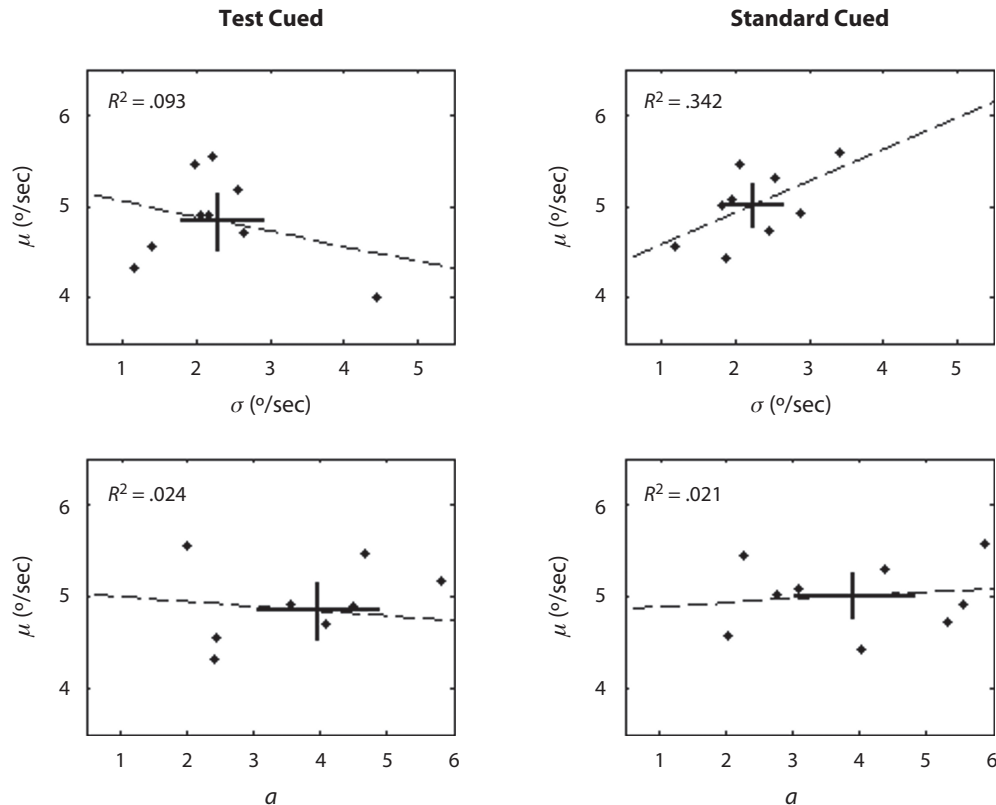 Test Cued
Standard Cued
R² = .093
6
5
4
μ (º/sec)
1 2 3 4 5
σ (º/sec)
R² = .342
6
5
4
μ (º/sec)
1 2 3 4 5
σ (º/sec)
R² = .024
6
5
4
μ (º/sec)
1 2 3 4 5 6
a
R² = .021
6
5
4
μ (º/sec)
1 2 3 4 5 6
a